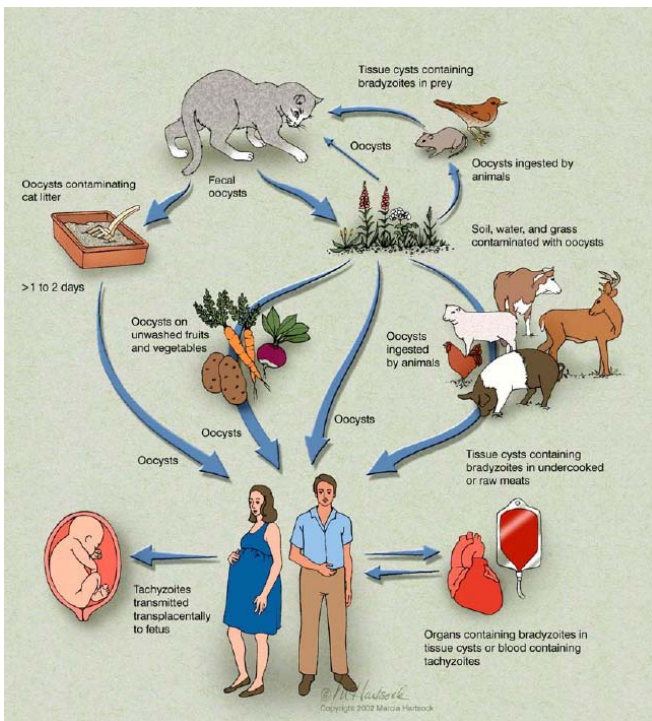 Tissue cysts containing
bradyzoites in prey
Oocysts
Oocysts ingested by
animals
Fecal
oocysts
Oocysts contaminating
cat litter
Soil, water, and grass
contaminated with oocysts
>1 to 2 days
Oocysts on
unwashed fruits
and vegetables
Oocysts
ingested
by animals
Oocysts
Oocysts
Oocysts
Tissue cysts containing
bradyzoites in undercooked
or raw meats
Tachyzoites
transmitted
transplacentally
to fetus
Organs containing bradyzoites in
tissue cysts or blood containing
tachyzoites
© M Hartsock
Copyright 2002 Marcia Hartsock